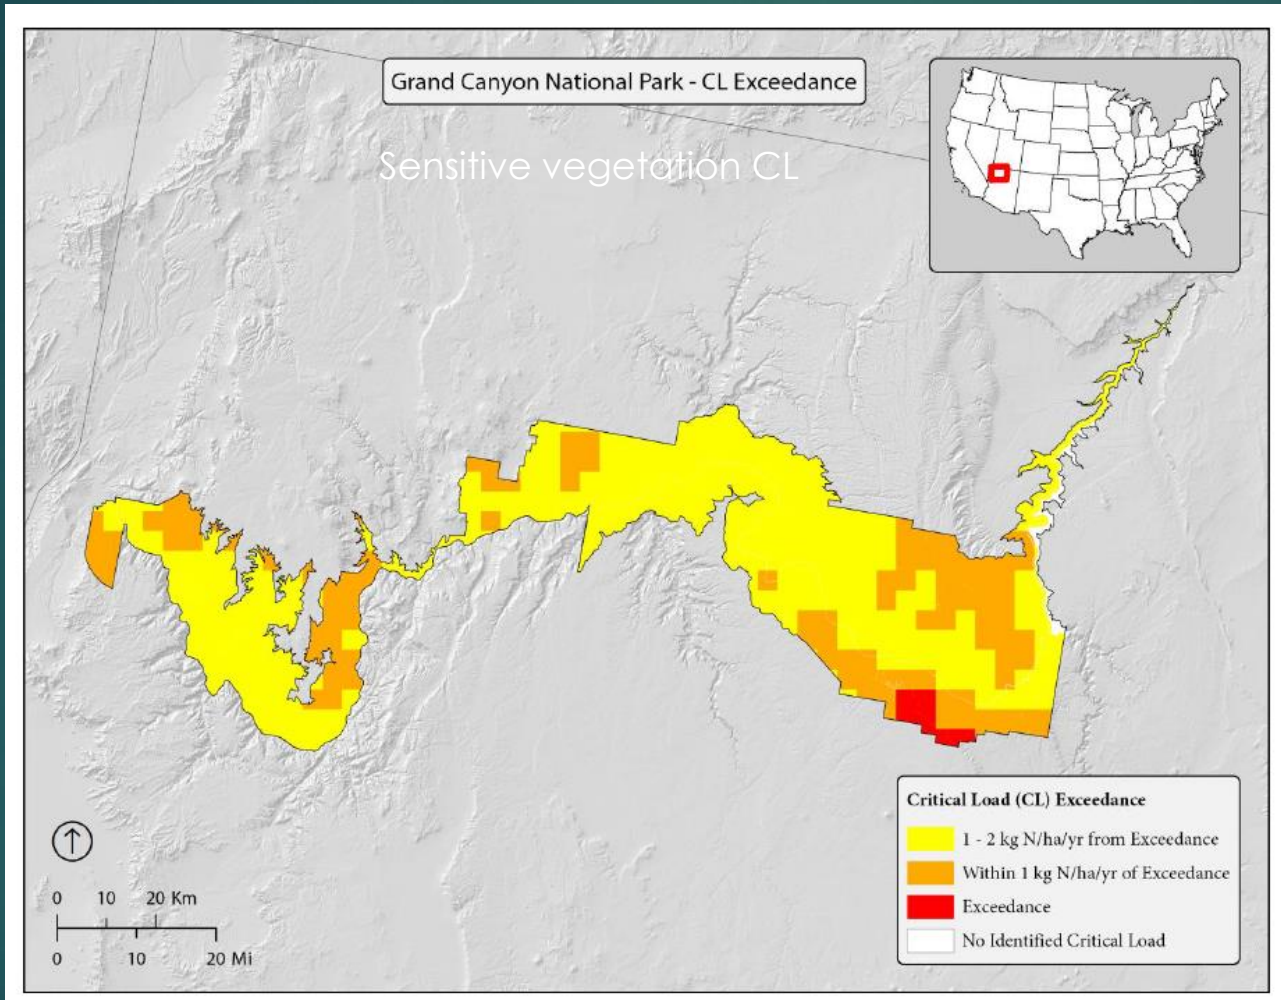 Grand Canyon National Park - CL Exceedance
Sensitive vegetation CL
Critical Load (CL) Exceedance
1 - 2 kg N/ha/yr from Exceedance
Within 1 kg N/ha/yr of Exceedance
Exceedance
No Identified Critical Load
0 10 20 Km
0 10 20 Mi